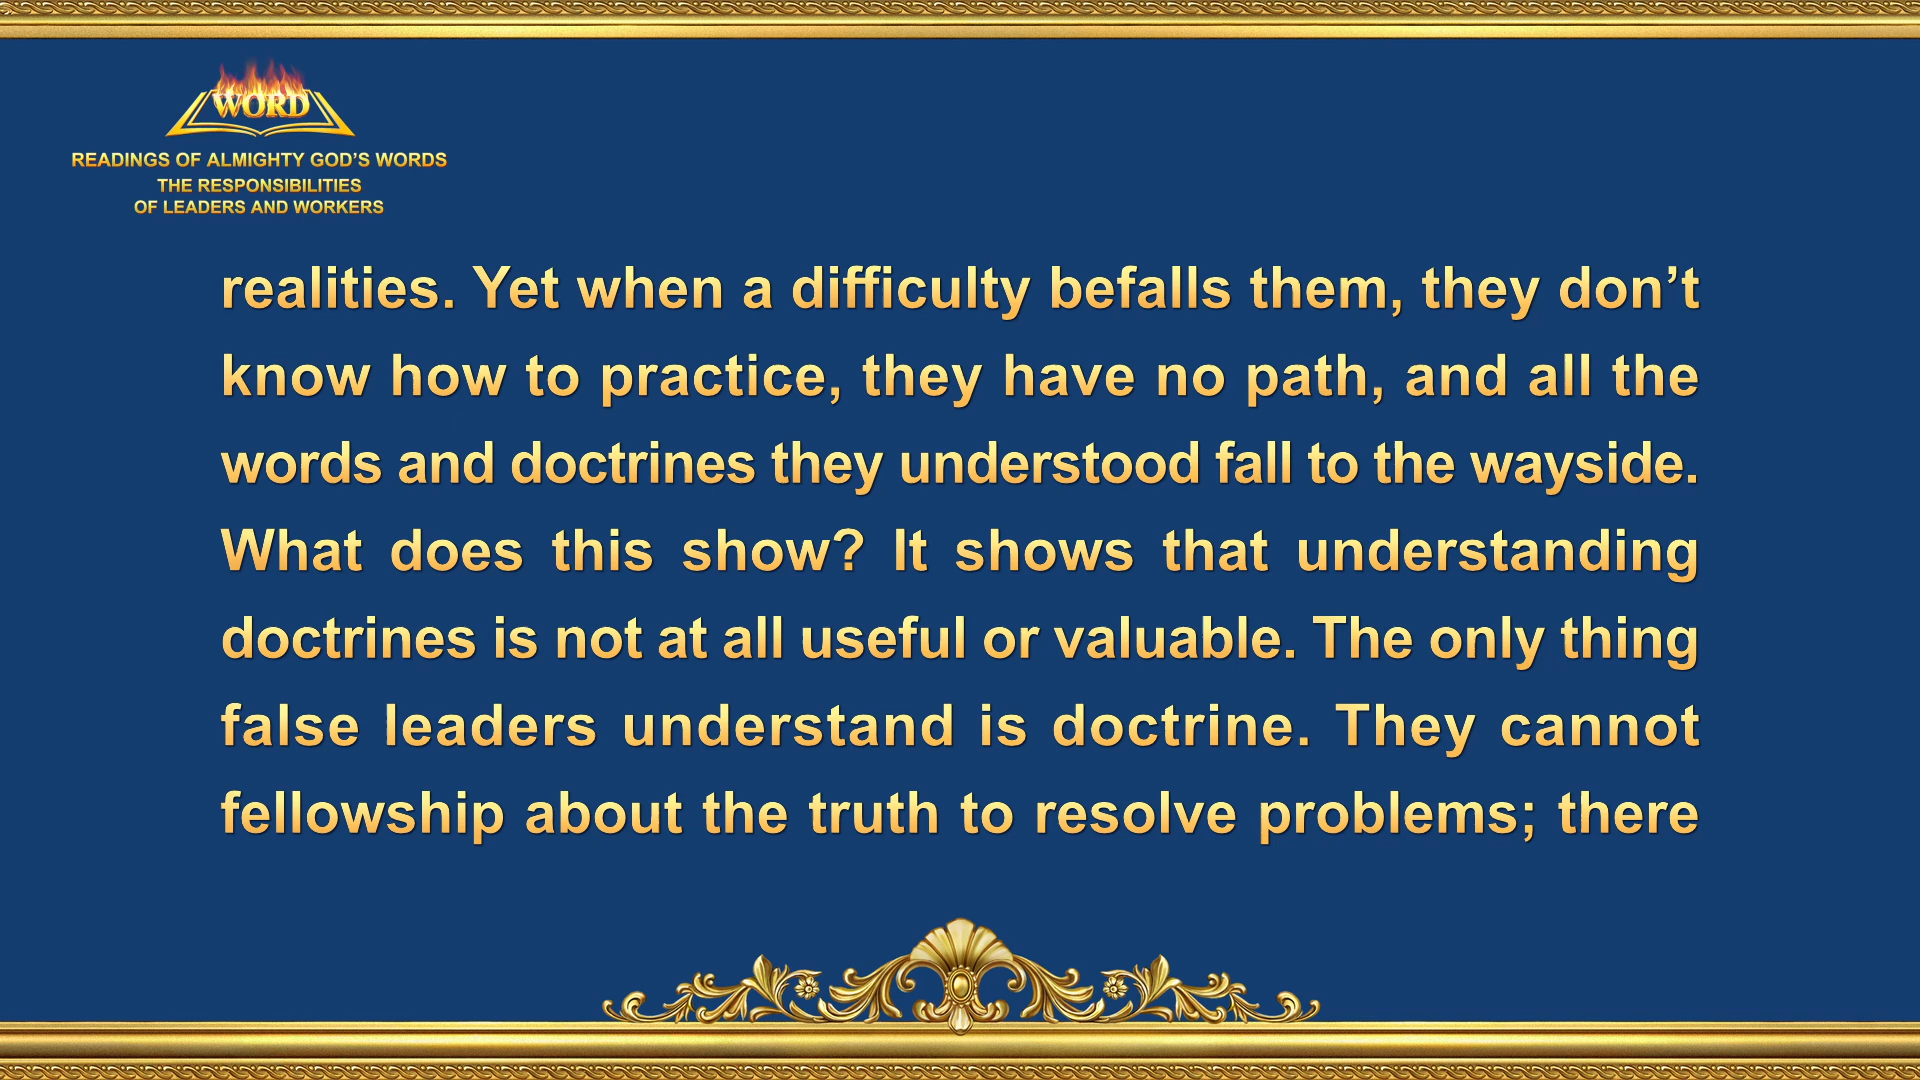 WORD
READINGS OF ALMIGHTY GOD’S WORDS
THE RESPONSIBILITIES
OF LEADERS AND WORKERS
realities. Yet when a difficulty befalls them, they don’t
know how to practice, they have no path, and all the
words and doctrines they understood fall to the wayside.
What does this show? It shows that understanding
doctrines is not at all useful or valuable. The only thing
false leaders understand is doctrine. They cannot
fellowship about the truth to resolve problems; there